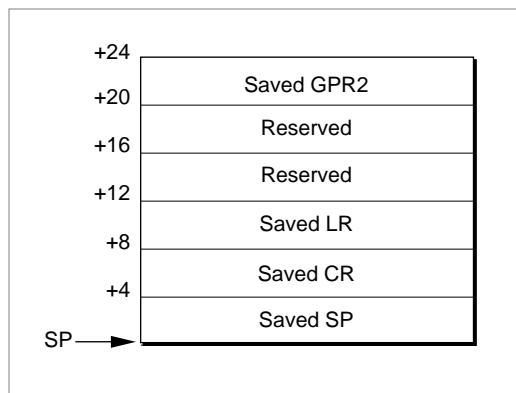 +24
Saved GPR2
+20
Reserved
+16
Reserved
+12
Saved LR
+8
Saved CR
+4
Saved SP
SP